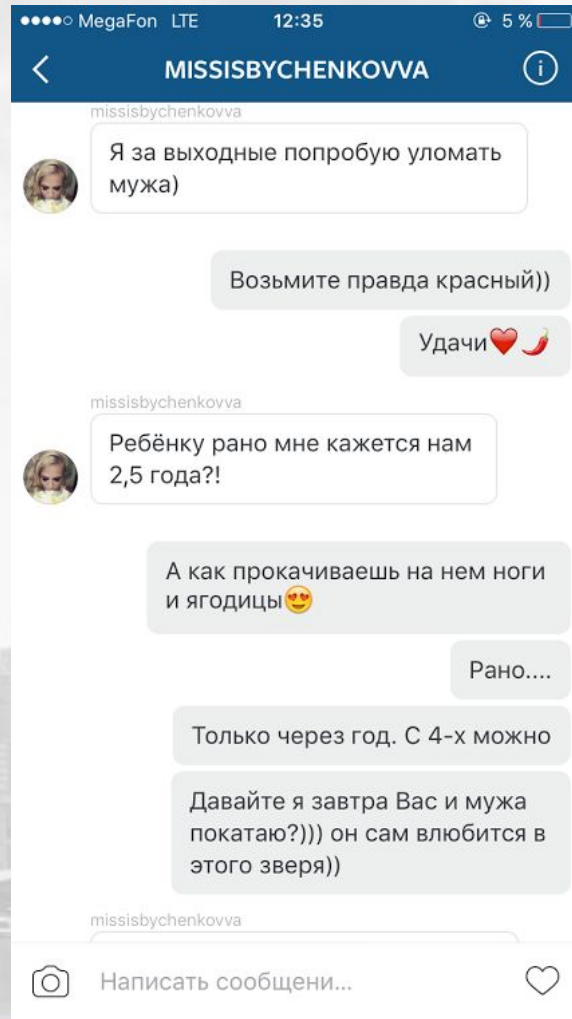 MegaFon LTE 12:35 5 %
MISSISBYCHENKOVVA
missisbychenkovva
Я за выходные попробую уломать
мужа)
Возьмите правда красный))
Удачи❤️🌶️
missisbychenkovva
Ребёнку рано мне кажется нам
2,5 года?!
А как прокачиваешь на нем ноги
и ягодицы😍
Рано....
Только через год. С 4-х можно
Давайте я завтра Вас и мужа
покатаю?))) он сам влюбится в
этого зверя))
missisbychenkovva
Написать сообщени...